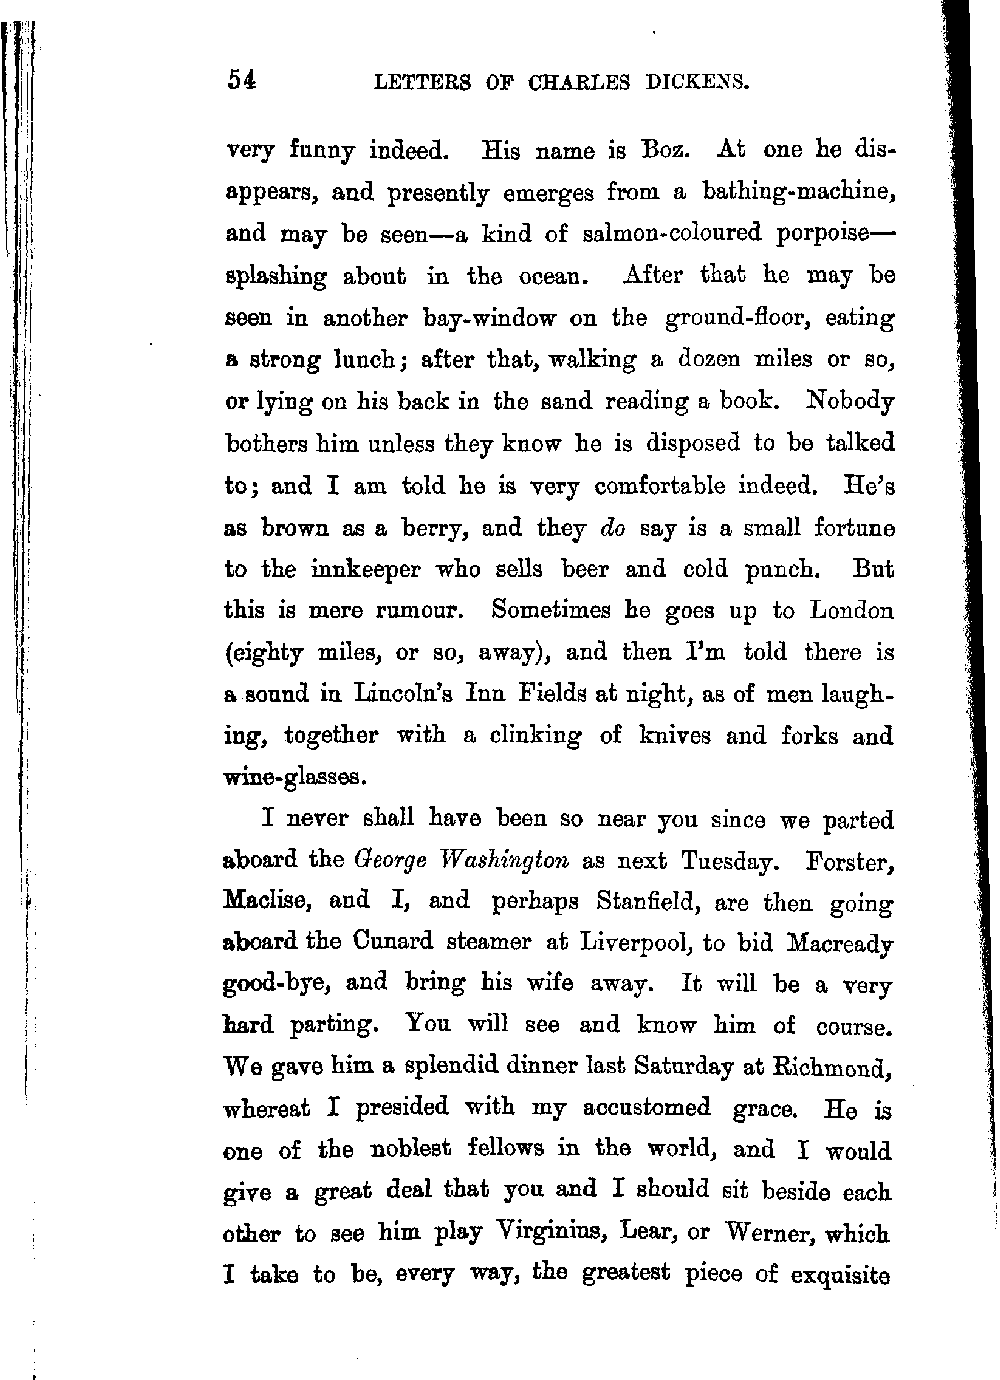 54 LETTERS OF CHARLES DICKENS.
very funny indeed. His name is Boz. At one he dis-
appears, and presently emerges from a bathing-machine,
and may be seen—a kind of salmon-coloured porpoise—
splashing about in the ocean. After that he may be
seen in another bay-window on the ground-floor, eating
a strong lunch; after that, walking a dozen miles or so,
or lying on his back in the sand reading a book. Nobody
bothers him unless they know he is disposed to be talked
to; and I am told he is very comfortable indeed. He's
as brown as a berry, and they do say is a small fortune
to the innkeeper who sells beer and cold punch. But
this is mere rumour. Sometimes he goes up to London
(eighty miles, or so, away), and then I'm told there is
a sound in Lincoln's Inn Fields at night, as of men laugh-
ing, together with a clinking of knives and forks and
wine-glasses.
I never shall have been so near you since we parted
aboard the George Washington as next Tuesday. Forster,
Maclise, and I, and perhaps Stanfield, are then going
aboard the Cunard steamer at Liverpool, to bid Macready
good-bye, and bring his wife away. It will be a very
hard parting. You will see and know him of course.
We gave him a splendid dinner last Saturday at Richmond,
whereat I presided with my accustomed grace. He is
one of the noblest fellows in the world, and I would
give a great deal that you and I should sit beside each
other to see him play Virginius, Lear, or Werner, which
I take to be, every way, the greatest piece of exquisite